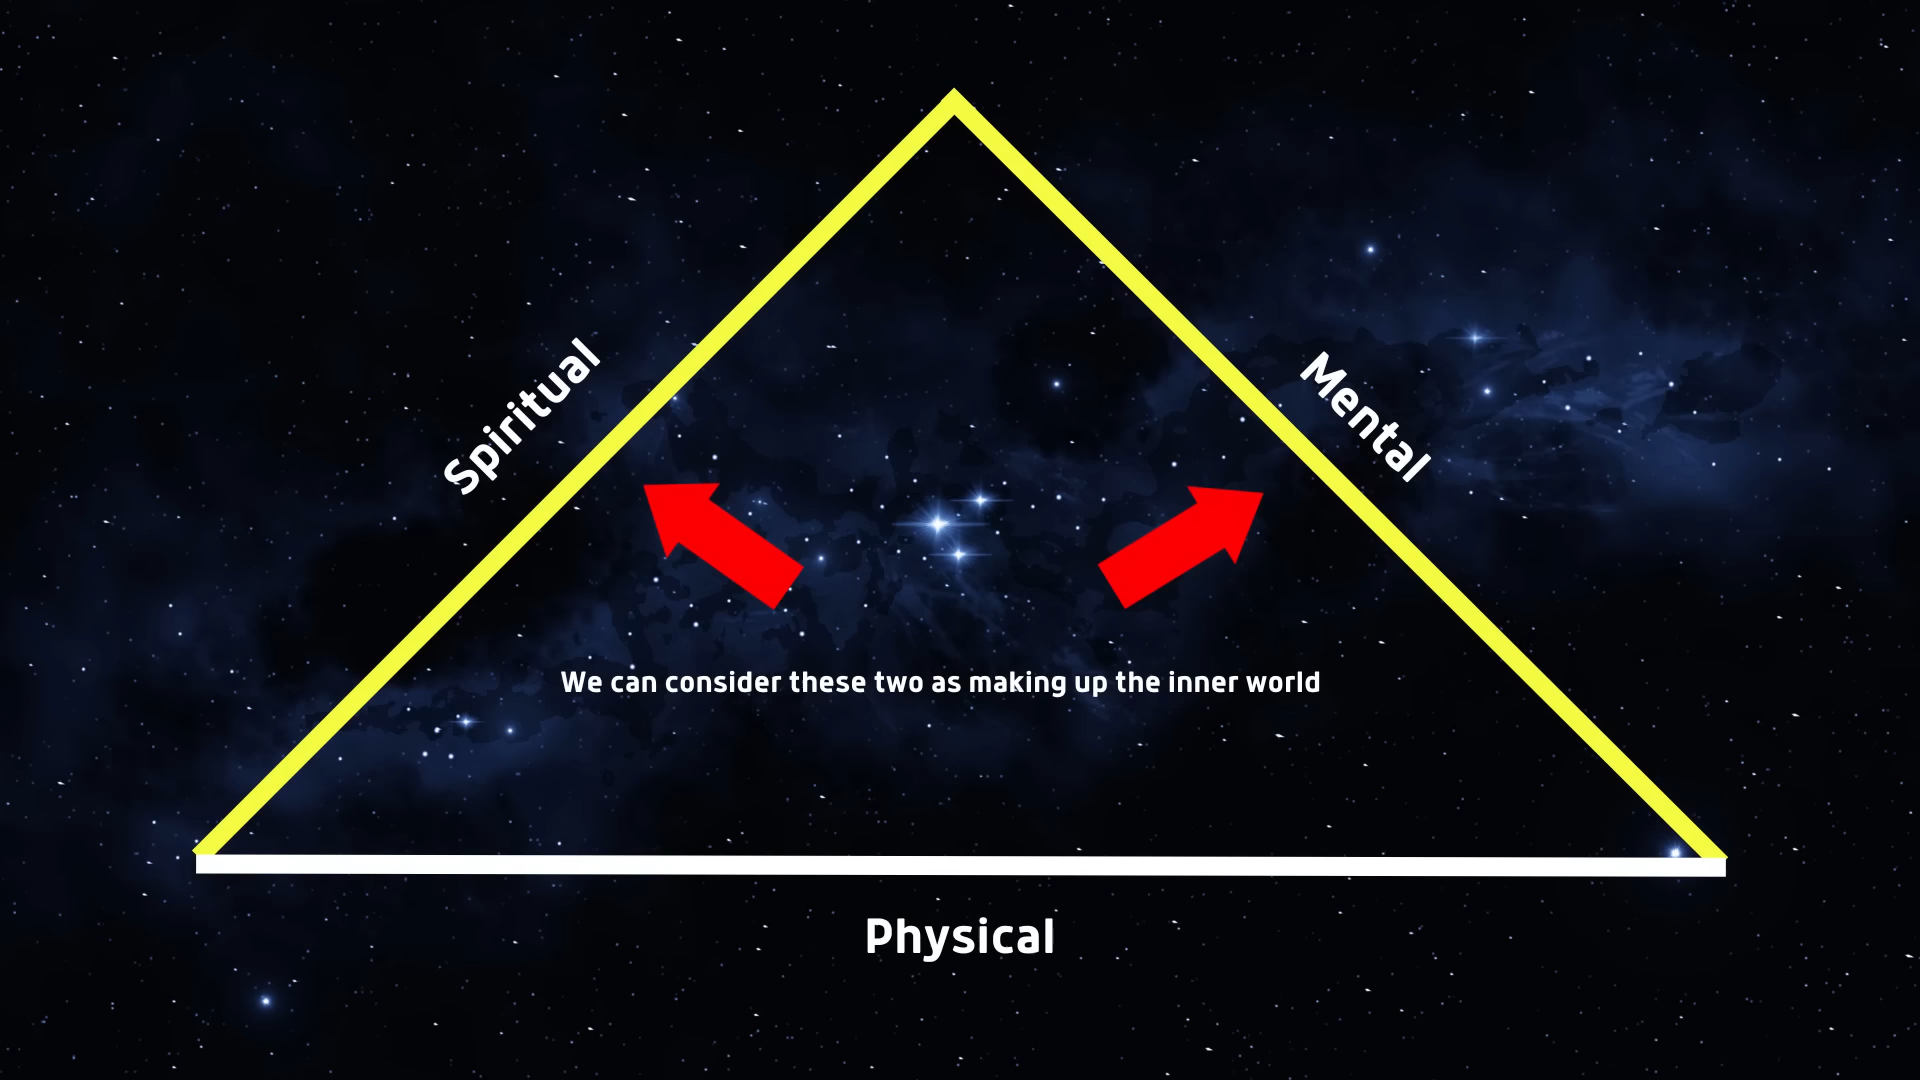 Spiritual
Mental
We can consider these two as making up the inner world
Physical